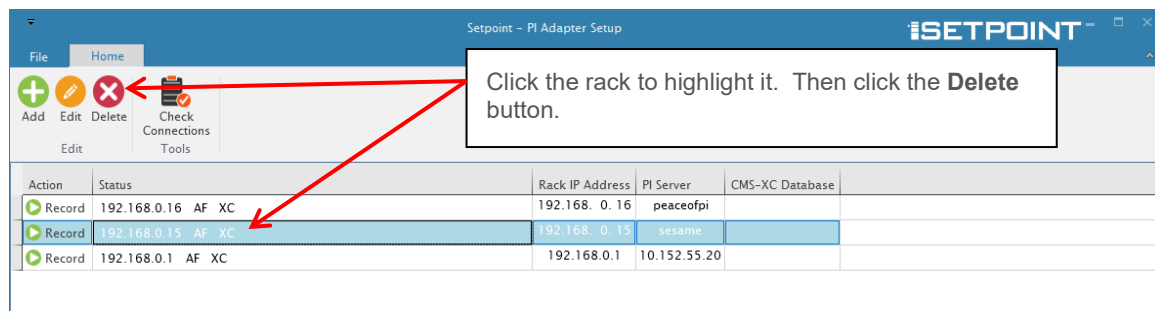 Setpoint - PI Adapter Setup
SETPOINT
File Home
Click the rack to highlight it. Then click the Delete
button.
Add Edit Delete Check
Connections
Edit Tools
Action Status Rack IP Address PI Server CMS-XC Database
Record 192.168.0.16 AF XC 192.168. 0. 16 peaceofpi
Record 192.168.0.15 AF XC 192.168. 0. 15 sesame
Record 192.168.0.1 AF XC 192.168.0.1 10.152.55.20